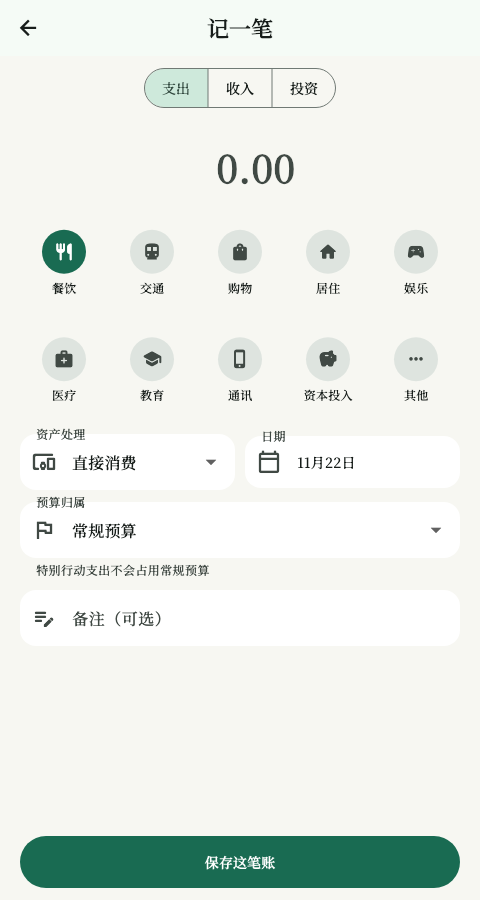 记一笔
支出 收入 投资
0.00
餐饮 交通 购物 居住 娱乐
医疗 教育 通讯 资本投入 其他
资产处理 日期
直接消费 11月22日
预算归属
常规预算
特别行动支出不会占用常规预算
备注（可选）
保存这笔账